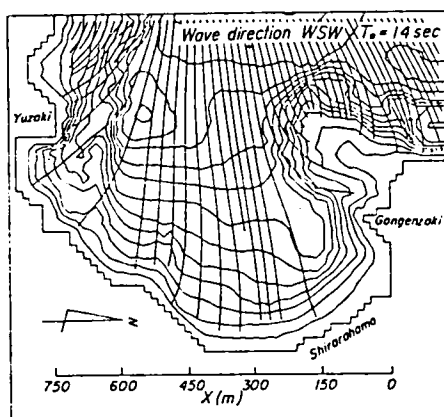 Wave direction WSW T₀ = 14 sec
Yuzaki
Gongenzaki
Shirarahama
N
750 600 450 300 150 0
X(m)